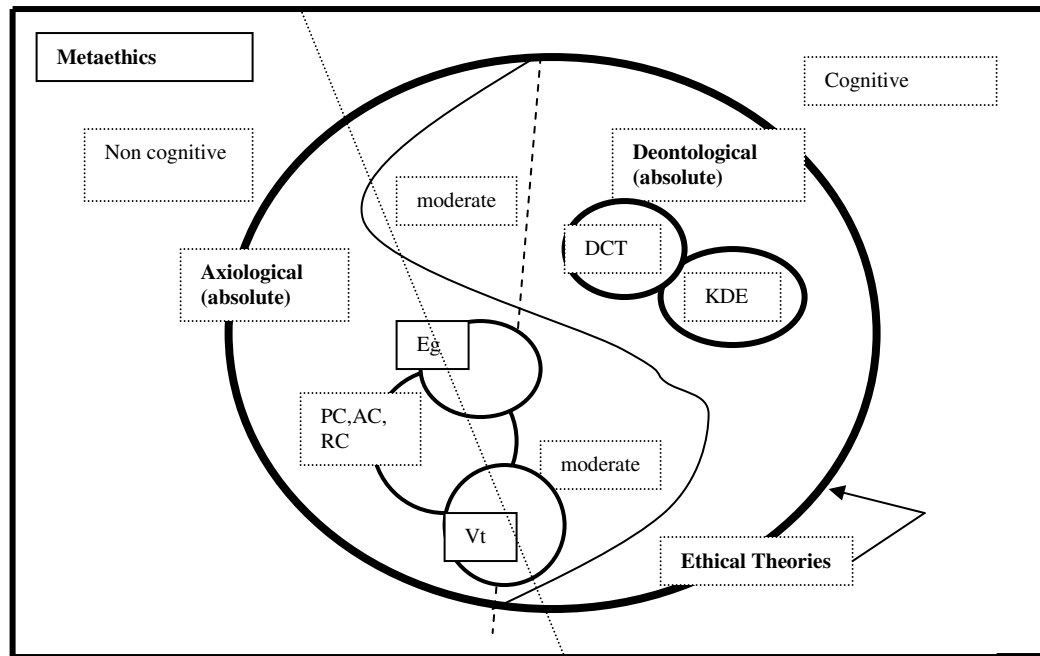 Metaethics
Cognitive
Non cognitive
Deontological
(absolute)
moderate
DCT
Axiological
(absolute)
KDE
Eg
PC,AC,
RC
moderate
Vt
Ethical Theories